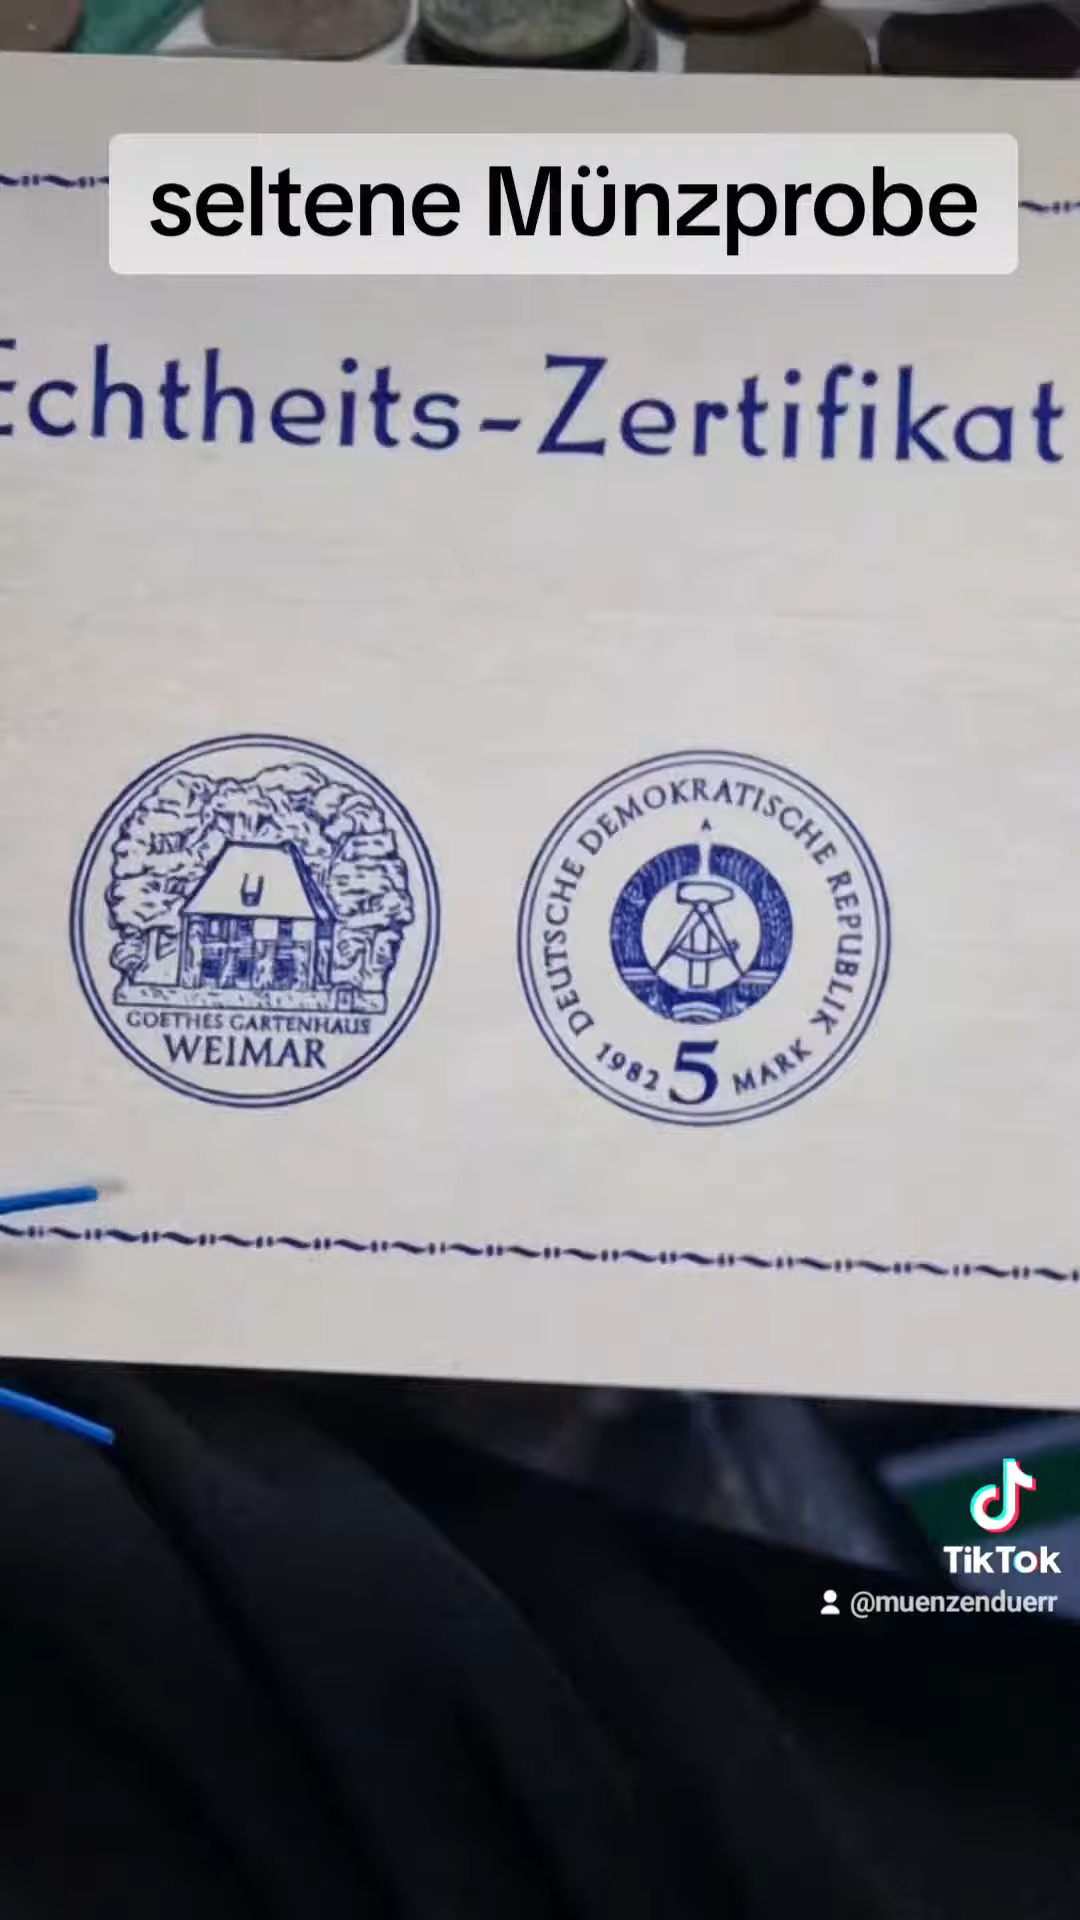 seltene Münzprobe
Echtheits-Zertifikat
GOETHES GARTENHAUS
WEIMAR
DEUTSCHE DEMOKRATISCHE REPUBLIK
A
1982 5 MARK
TikTok
@muenzenduerr